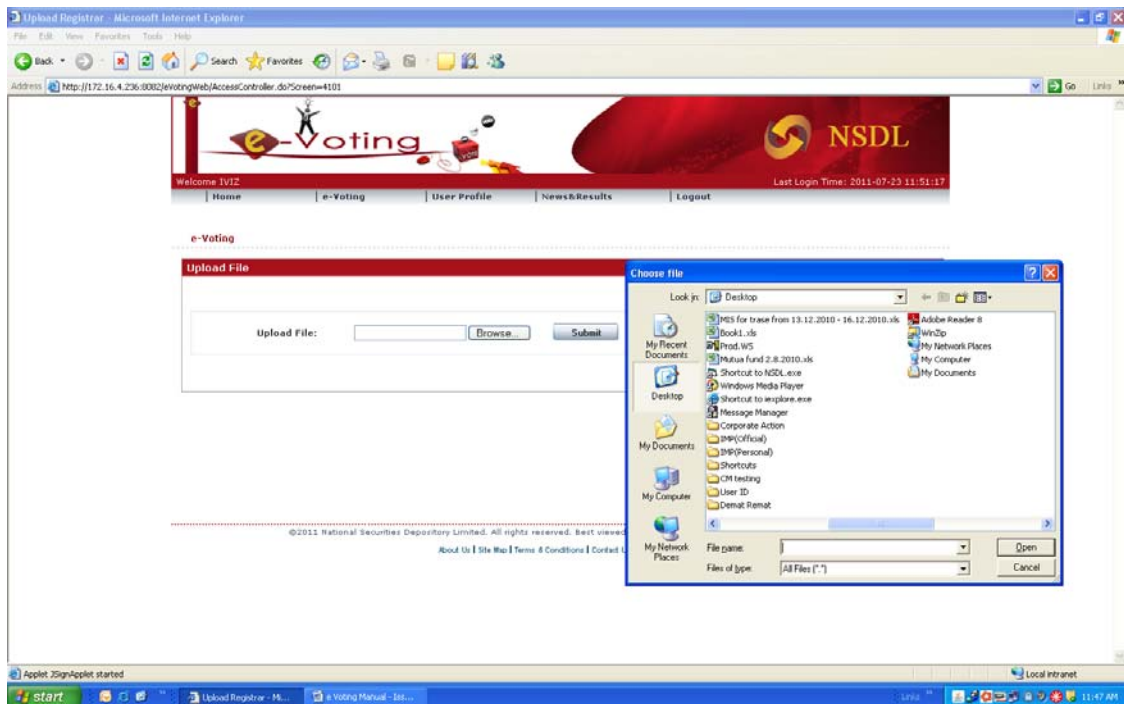 Upload Registrar - Microsoft Internet Explorer
File Edit View Favorites Tools Help
Back Search Favorites
Address http://172.16.4.236:8082/eVotingWeb/AccessController.do?Screen=4101 Go Links
e-Voting
VOTE
NSDL
Welcome IVIZ Last Login Time: 2011-07-23 11:51:17
Home e-Voting User Profile News&Results Logout
e-Voting
Upload File
Upload File: Browse... Submit
Choose file
Look in: Desktop
My Recent Documents
Desktop
My Documents
My Computer
My Network Places
MIS for trase from 13.12.2010 - 16.12.2010.xls
Book1.xls
Prod.WS
Mutua fund 2.8.2010.xls
Shortcut to NSDL.exe
Windows Media Player
Shortcut to iexplore.exe
Message Manager
Corporate Action
IMP(Official)
IMP(Personal)
Shortcuts
CM testing
User ID
Demat Remat
Adobe Reader 8
WinZip
My Network Places
My Computer
My Documents
File name: Open
Files of type: All Files (*.*) Cancel
©2011 National Securities Depository Limited. All rights reserved. Best viewed
About Us | Site Map | Terms & Conditions | Contact U
Applet JSignApplet started Local intranet
start Upload Registrar - Mi... e Voting Manual - Iss... Links 11:47 AM